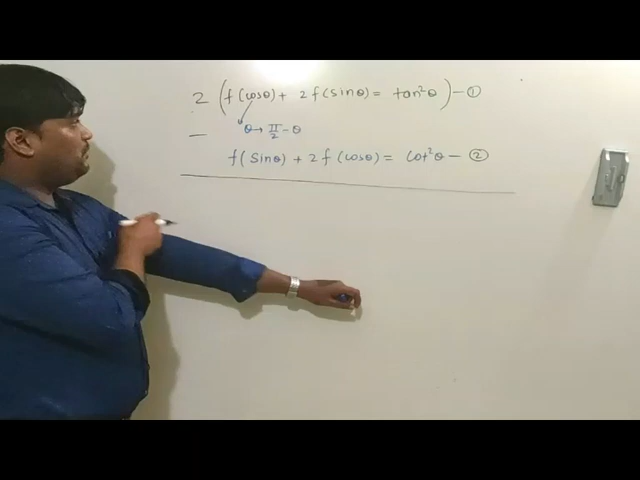 2 (f(cosθ) + 2f(sinθ) = tan²θ) — ①
— θ → π/2 - θ
f(sinθ) + 2f(cosθ) = cot²θ — ②